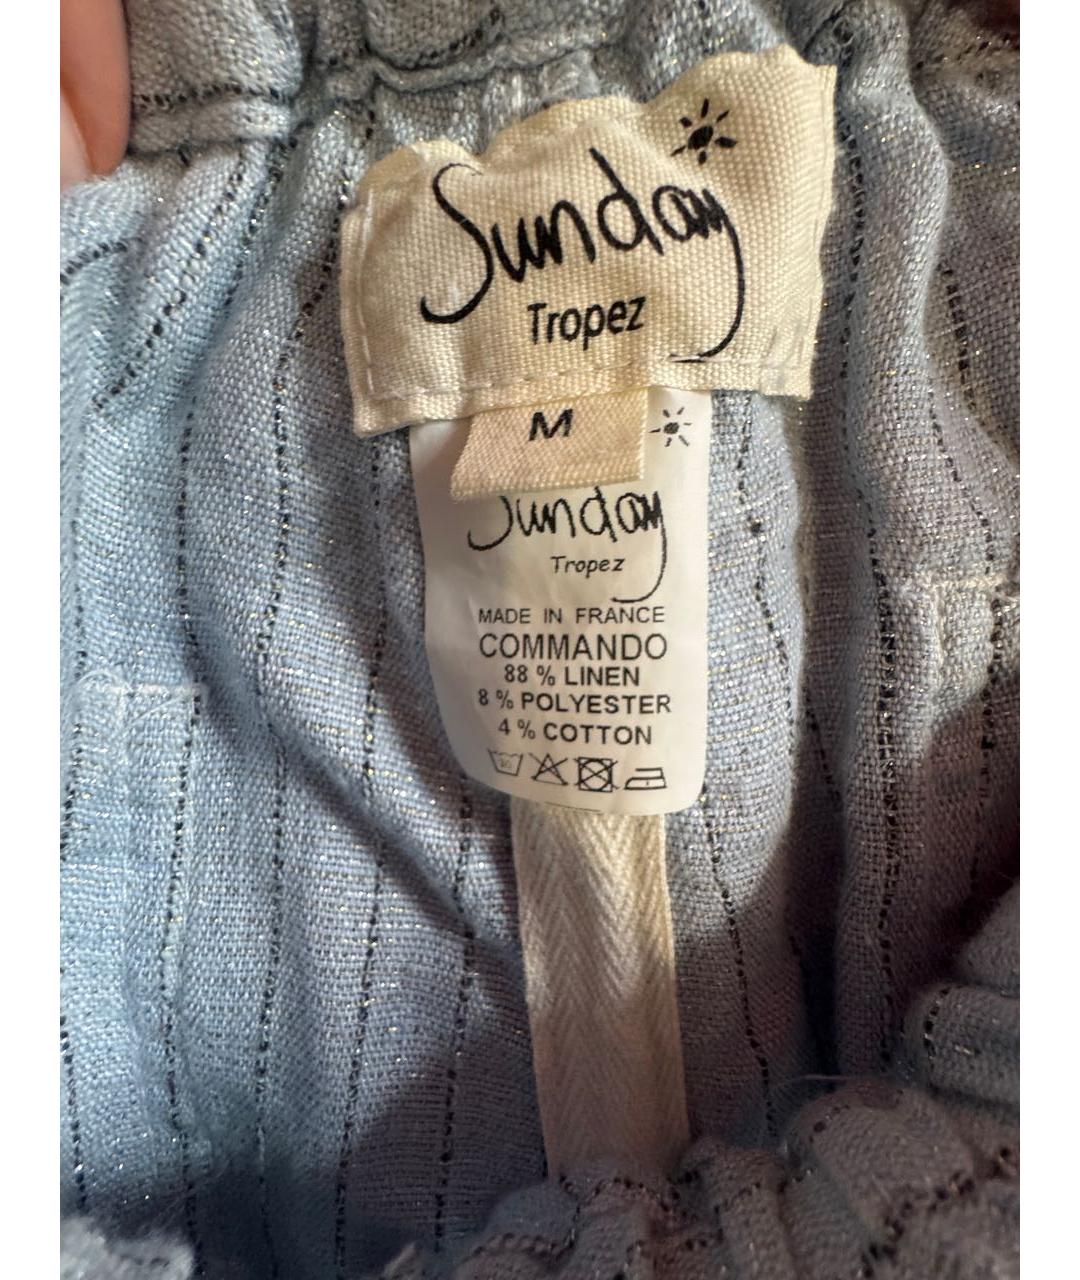 Sunday
Tropez
M
Sunday
Tropez
MADE IN FRANCE
COMMANDO
88 % LINEN
8 % POLYESTER
4 % COTTON